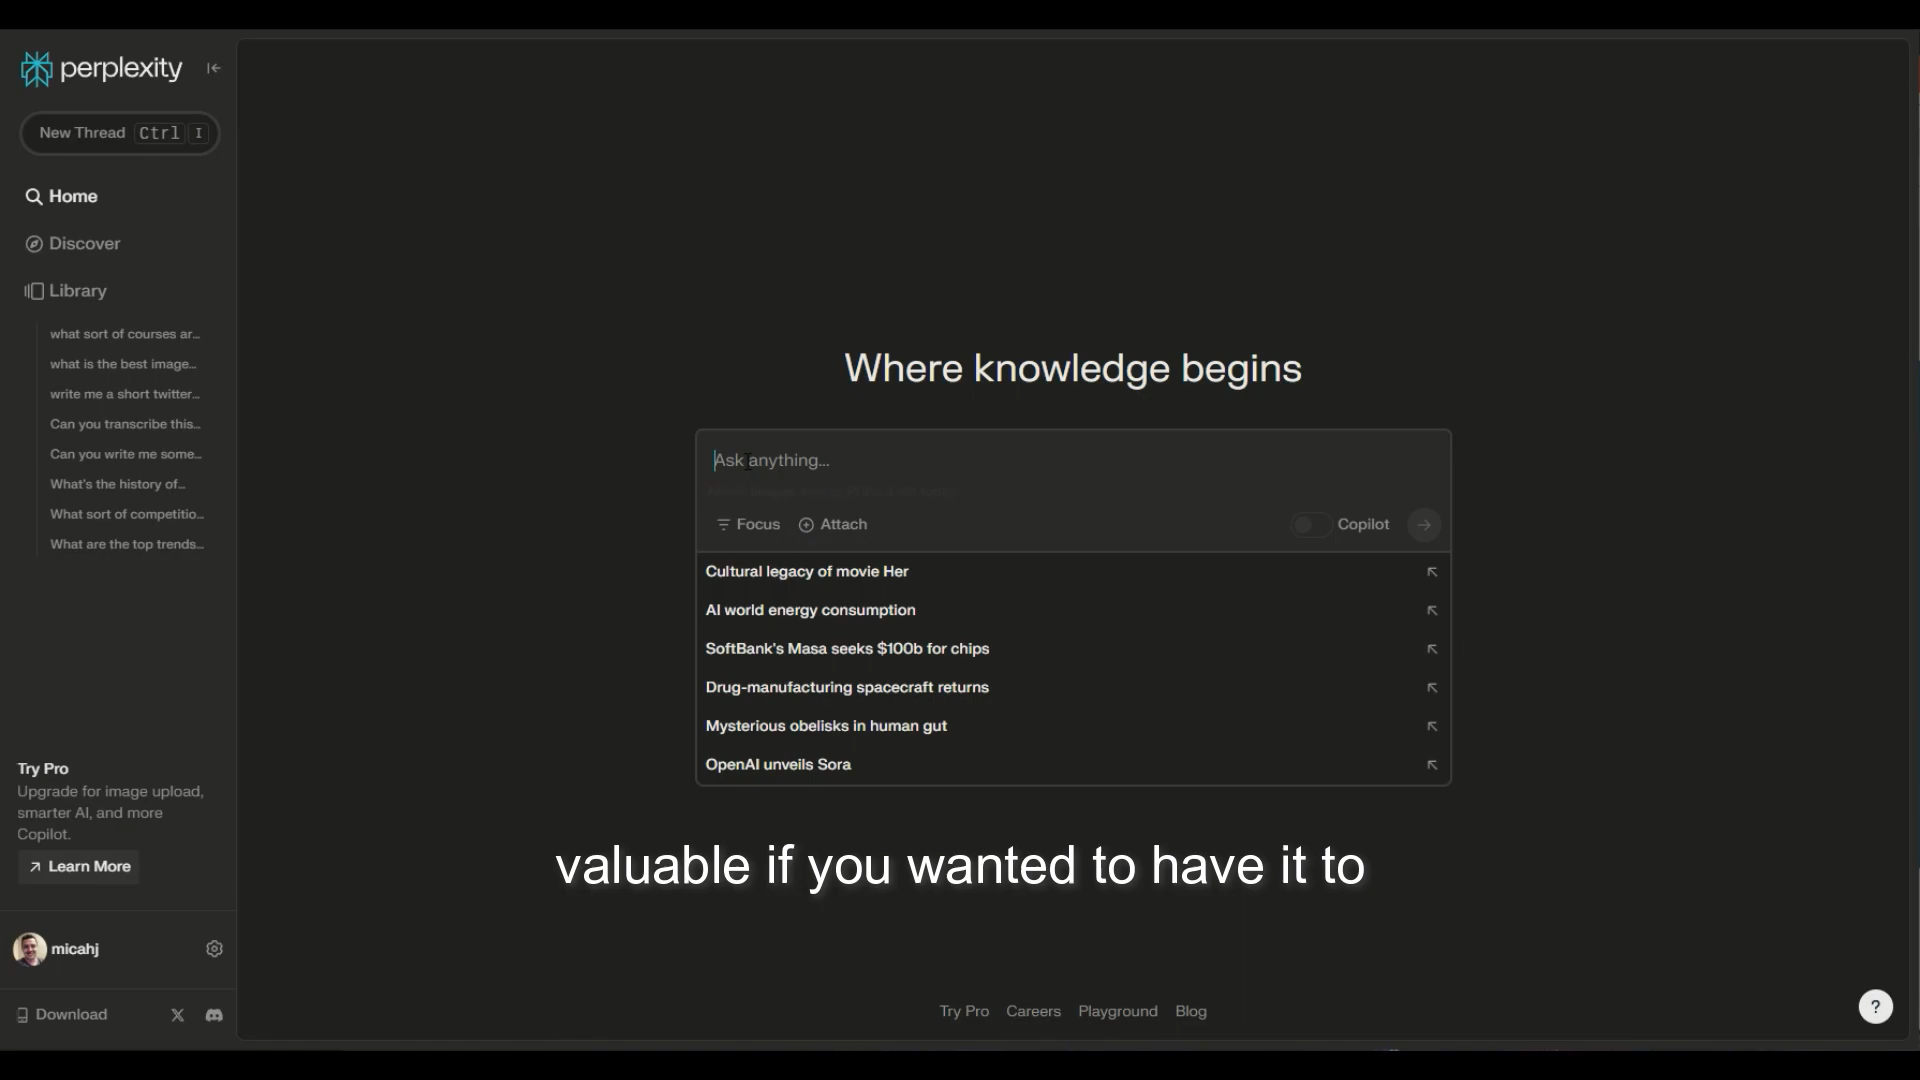 perplexity
New Thread Ctrl I
Home
Discover
Library
what sort of courses ar...
what is the best image...
write me a short twitter...
Can you transcribe this...
Can you write me some...
What's the history of...
What sort of competitio...
What are the top trends...
Try Pro
Upgrade for image upload,
smarter AI, and more
Copilot.
Learn More
micahj
Download
Where knowledge begins
Ask anything...
Focus Attach Copilot
Cultural legacy of movie Her
AI world energy consumption
SoftBank's Masa seeks $100b for chips
Drug-manufacturing spacecraft returns
Mysterious obelisks in human gut
OpenAI unveils Sora
valuable if you wanted to have it to
Try Pro Careers Playground Blog
?